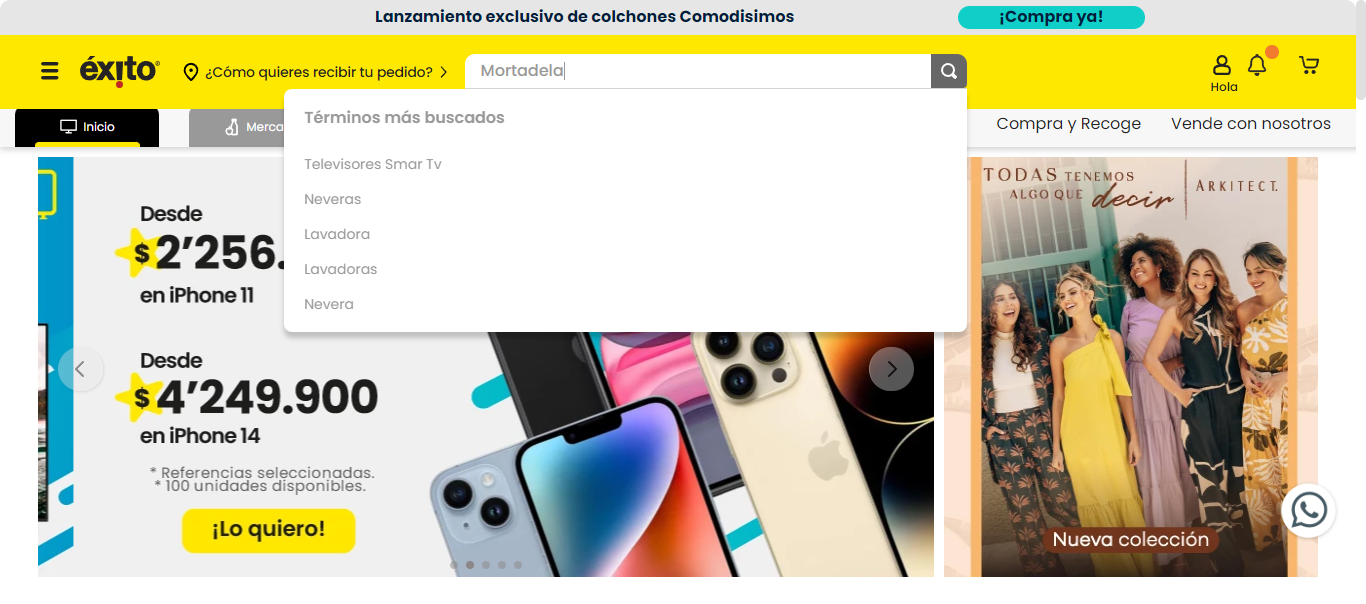 Lanzamiento exclusivo de colchones Comodisimos
¡Compra ya!
éxito
¿Cómo quieres recibir tu pedido?
Mortadela
Hola
Inicio
Merca
Términos más buscados
Televisores Smar Tv
Neveras
Lavadora
Lavadoras
Nevera
Compra y Recoge
Vende con nosotros
Desde
$2’256.
en iPhone 11
Desde
$4’249.900
en iPhone 14
* Referencias seleccionadas.
* 100 unidades disponibles.
¡Lo quiero!
TODAS TENEMOS
ALGO QUE decir
ARKITECT.
Nueva colección